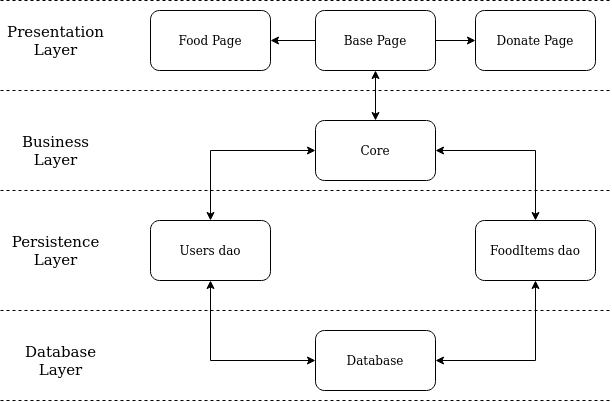 Presentation
Layer
Food Page
Base Page
Donate Page
Business
Layer
Core
Persistence
Layer
Users dao
FoodItems dao
Database
Layer
Database